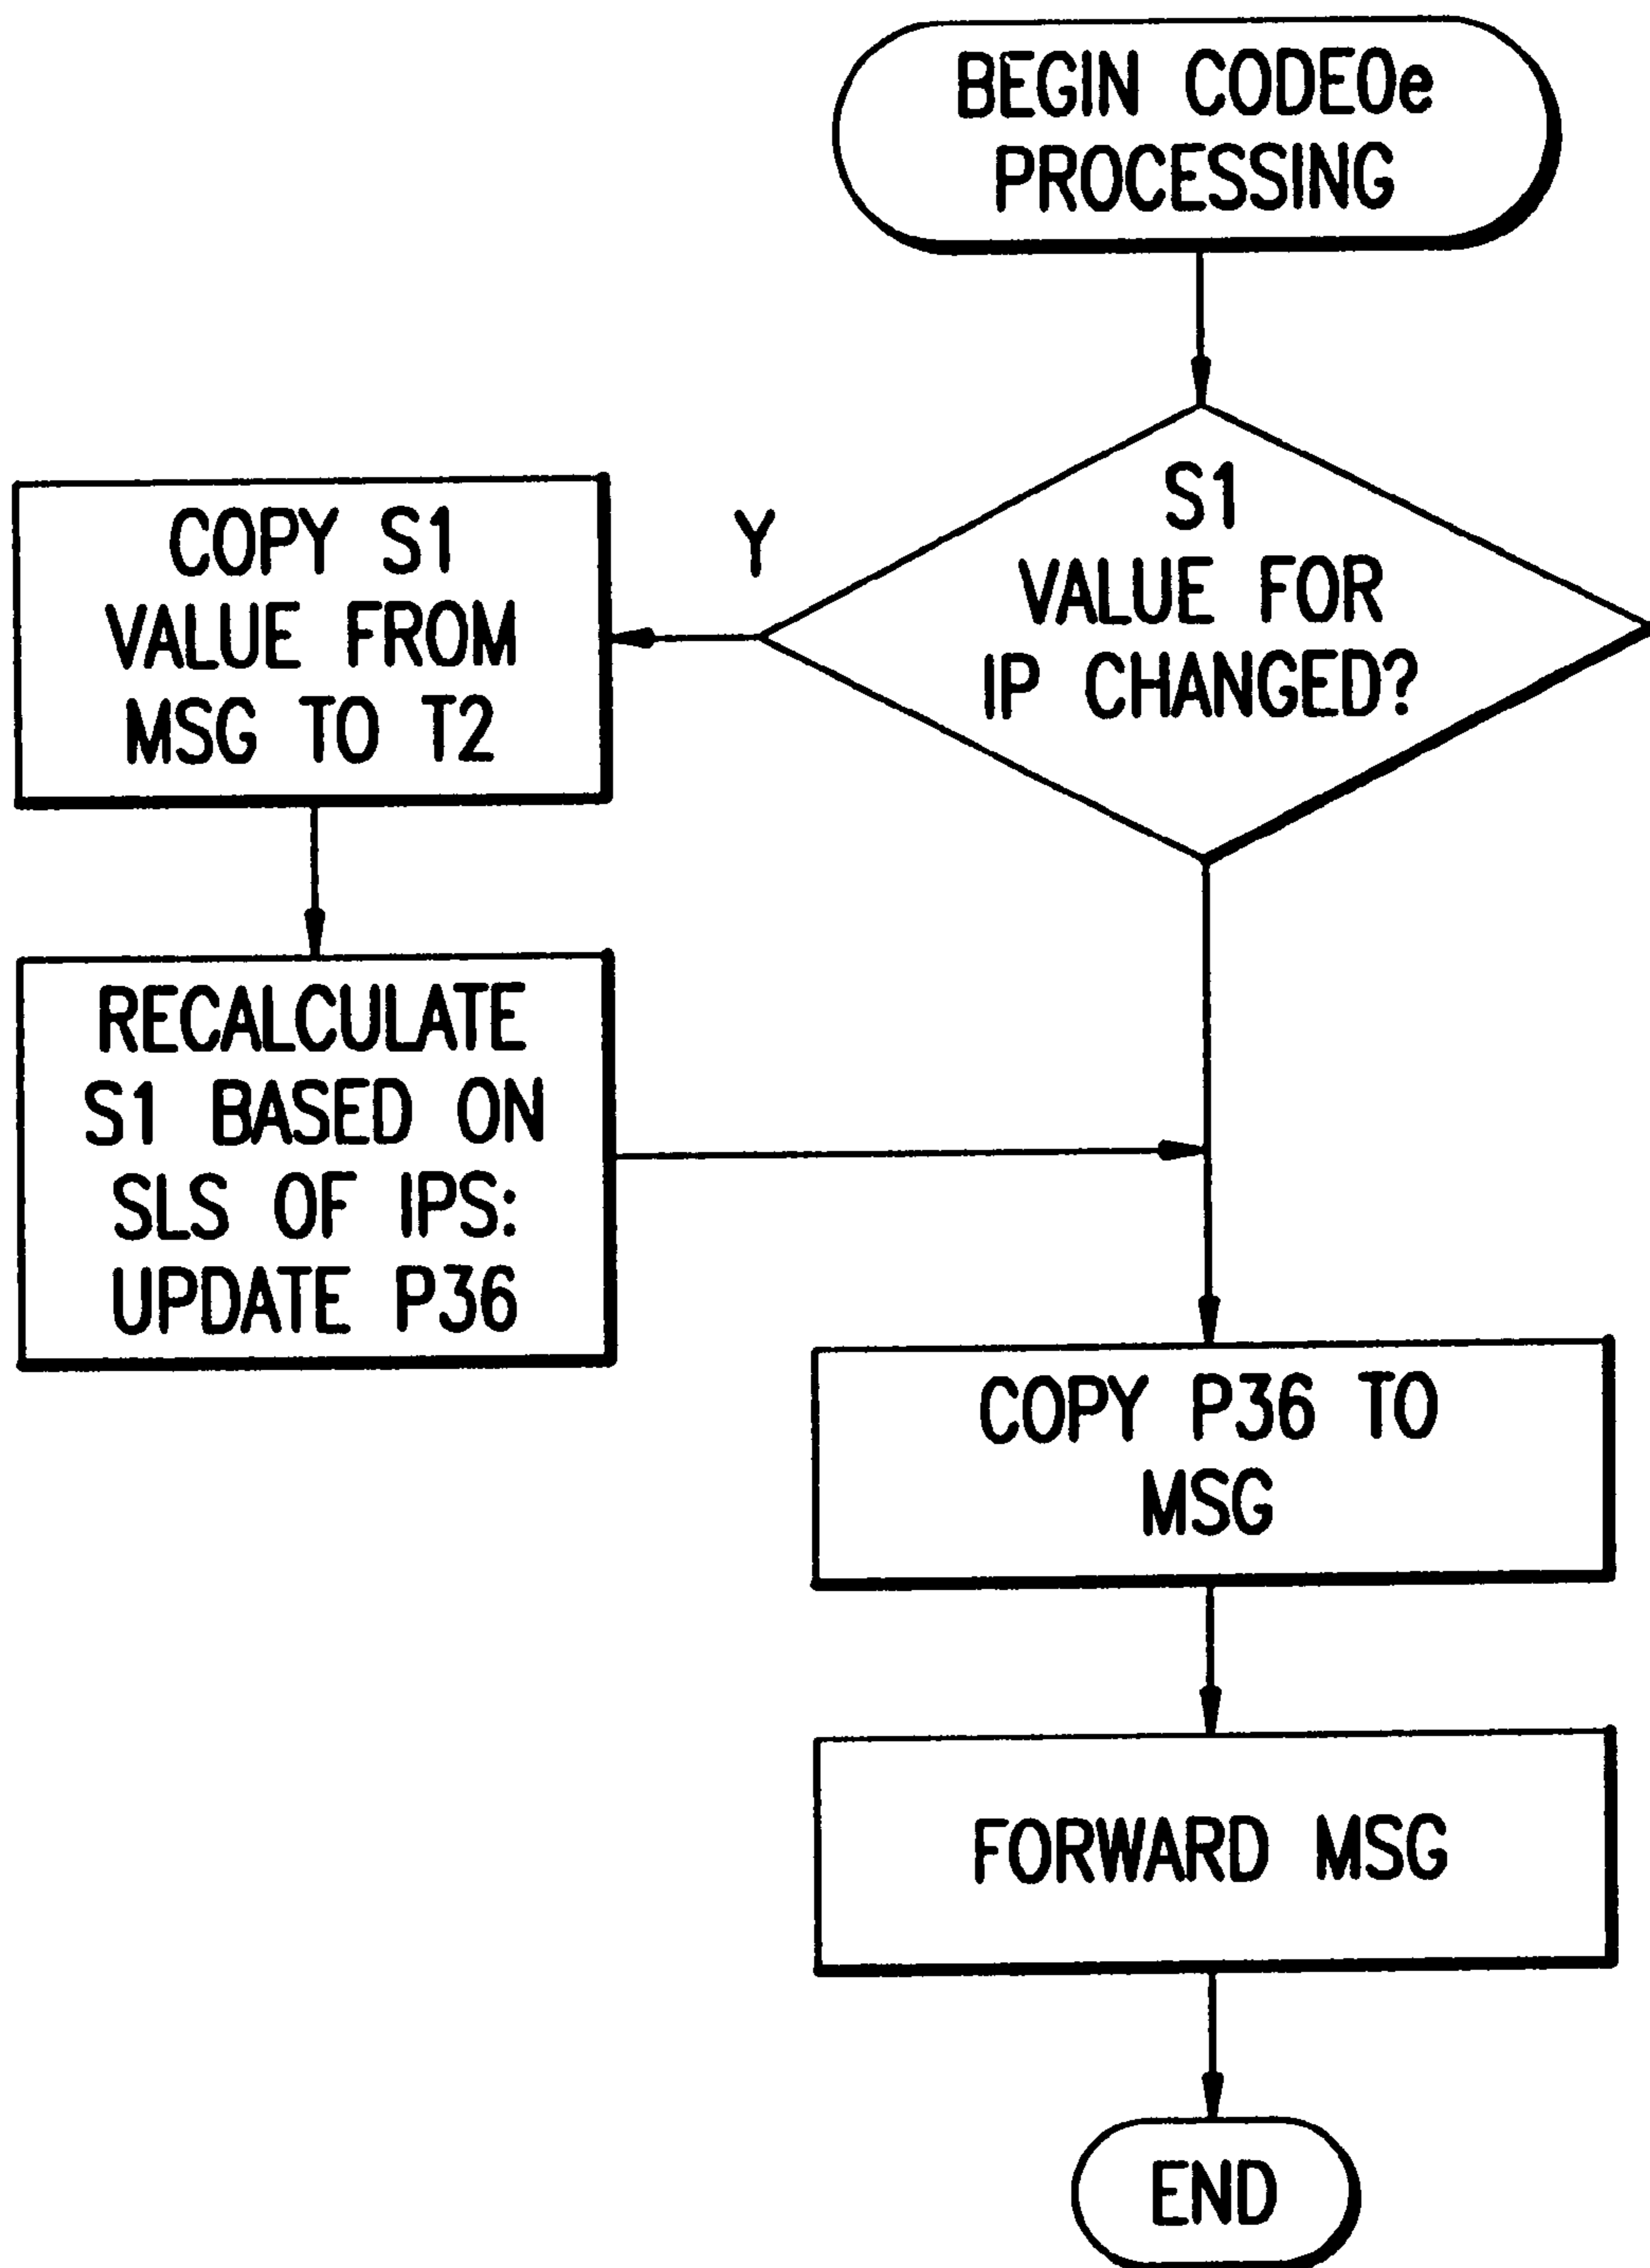 BEGIN CODEOe
PROCESSING
S1
VALUE FOR
IP CHANGED?
Y
COPY S1
VALUE FROM
MSG TO T2
RECALCULATE
S1 BASED ON
SLS OF IPS:
UPDATE P36
COPY P36 TO
MSG
FORWARD MSG
END